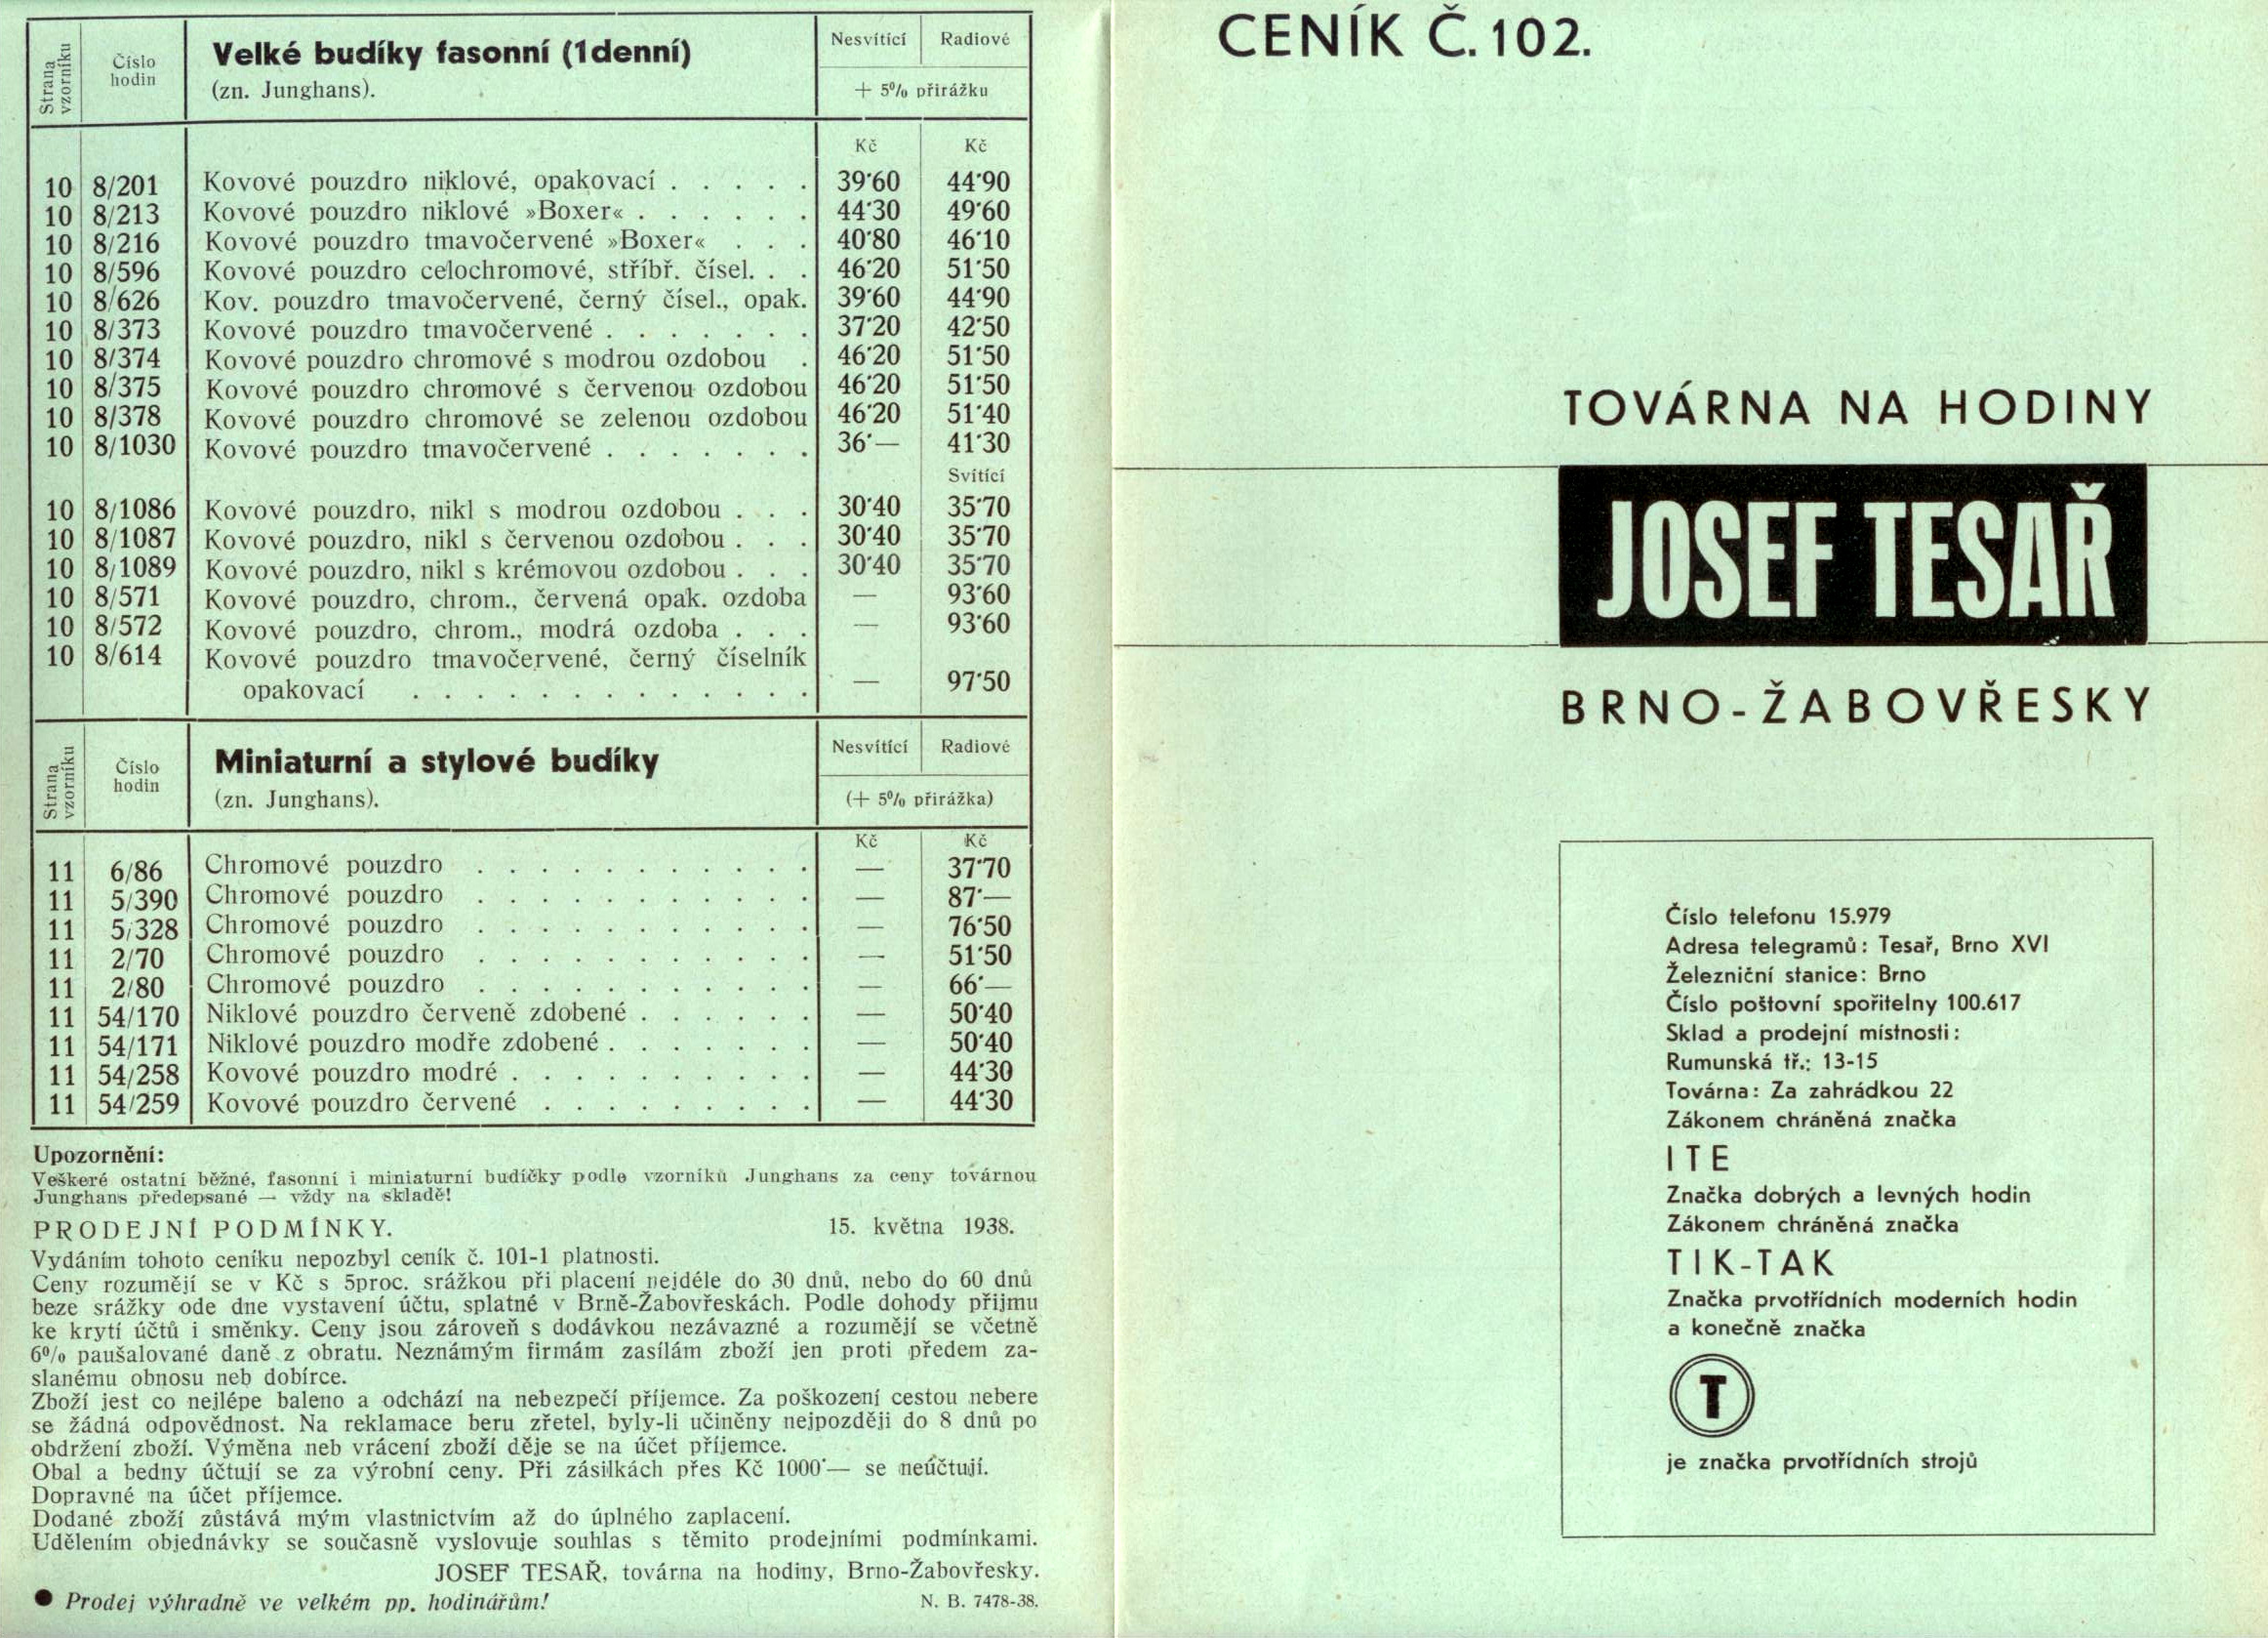 Strana vzorníku
Číslo hodin
Velké budíky fasonní (1denní)
(zn. Junghans).
Nesvítící Radiové
+ 5% přirážku
Kč Kč
10 8/201 Kovové pouzdro niklové, opakovací . . . . . 39·60 44·90
10 8/213 Kovové pouzdro niklové »Boxer« . . . . . . 44·30 49·60
10 8/216 Kovové pouzdro tmavočervené »Boxer« . . . 40·80 46·10
10 8/596 Kovové pouzdro celochromové, stříbř. čísel. . . 46·20 51·50
10 8/626 Kov. pouzdro tmavočervené, černý čísel., opak. 39·60 44·90
10 8/373 Kovové pouzdro tmavočervené . . . . . . . 37·20 42·50
10 8/374 Kovové pouzdro chromové s modrou ozdobou . 46·20 51·50
10 8/375 Kovové pouzdro chromové s červenou ozdobou 46·20 51·50
10 8/378 Kovové pouzdro chromové se zelenou ozdobou 46·20 51·40
10 8/1030 Kovové pouzdro tmavočervené . . . . . . . 36·— 41·30
Svítící
10 8/1086 Kovové pouzdro, nikl s modrou ozdobou . . . 30·40 35·70
10 8/1087 Kovové pouzdro, nikl s červenou ozdobou . . . 30·40 35·70
10 8/1089 Kovové pouzdro, nikl s krémovou ozdobou . . . 30·40 35·70
10 8/571 Kovové pouzdro, chrom., červená opak. ozdoba — 93·60
10 8/572 Kovové pouzdro, chrom., modrá ozdoba . . . — 93·60
10 8/614 Kovové pouzdro tmavočervené, černý číselník
opakovací . . . . . . . . . . . . . — 97·50
Strana vzorníku
Číslo hodin
Miniaturní a stylové budíky
(zn. Junghans).
Nesvítící Radiové
(+ 5% přirážka)
Kč Kč
11 6/86 Chromové pouzdro . . . . . . . . . . . — 37·70
11 5/390 Chromové pouzdro . . . . . . . . . . . — 87·—
11 5/328 Chromové pouzdro . . . . . . . . . . . — 76·50
11 2/70 Chromové pouzdro . . . . . . . . . . . — 51·50
11 2/80 Chromové pouzdro . . . . . . . . . . . — 66·—
11 54/170 Niklové pouzdro červeně zdobené . . . . . . — 50·40
11 54/171 Niklové pouzdro modře zdobené . . . . . . . — 50·40
11 54/258 Kovové pouzdro modré . . . . . . . . . . — 44·30
11 54/259 Kovové pouzdro červené . . . . . . . . . — 44·30
Upozornění:
Veškeré ostatní běžné, fasonní i miniaturní budíčky podle vzorníků Junghans za ceny továrnou
Junghans předepsané — vždy na skladě!
PRODEJNÍ PODMÍNKY. 15. května 1938.
Vydáním tohoto ceníku nepozbyl ceník č. 101-1 platnosti.
Ceny rozumějí se v Kč s 5proc. srážkou při placení nejdéle do 30 dnů, nebo do 60 dnů
beze srážky ode dne vystavení účtu, splatné v Brně-Žabovřeskách. Podle dohody přijmu
ke krytí účtů i směnky. Ceny jsou zároveň s dodávkou nezávazné a rozumějí se včetně
6% paušalované daně z obratu. Neznámým firmám zasílám zboží jen proti předem za-
slanému obnosu neb dobírce.
Zboží jest co nejlépe baleno a odchází na nebezpečí příjemce. Za poškození cestou nebere
se žádná odpovědnost. Na reklamace beru zřetel, byly-li učiněny nejpozději do 8 dnů po
obdržení zboží. Výměna neb vrácení zboží děje se na účet příjemce.
Obal a bedny účtují se za výrobní ceny. Při zásilkách přes Kč 1000·— se neúčtují.
Dopravné na účet příjemce.
Dodané zboží zůstává mým vlastnictvím až do úplného zaplacení.
Udělením objednávky se současně vyslovuje souhlas s těmito prodejními podmínkami.
JOSEF TESAŘ, továrna na hodiny, Brno-Žabovřesky.
● Prodej výhradně ve velkém pp. hodinářům! N. B. 7478-38.
CENÍK Č. 102.
TOVÁRNA NA HODINY
JOSEF TESAŘ
BRNO-ŽABOVŘESKY
Číslo telefonu 15.979
Adresa telegramů: Tesař, Brno XVI
Železniční stanice: Brno
Číslo poštovní spořitelny 100.617
Sklad a prodejní místnosti:
Rumunská tř.: 13-15
Továrna: Za zahrádkou 22
Zákonem chráněná značka
ITE
Značka dobrých a levných hodin
Zákonem chráněná značka
TIK-TAK
Značka prvotřídních moderních hodin
a konečně značka
T
je značka prvotřídních strojů